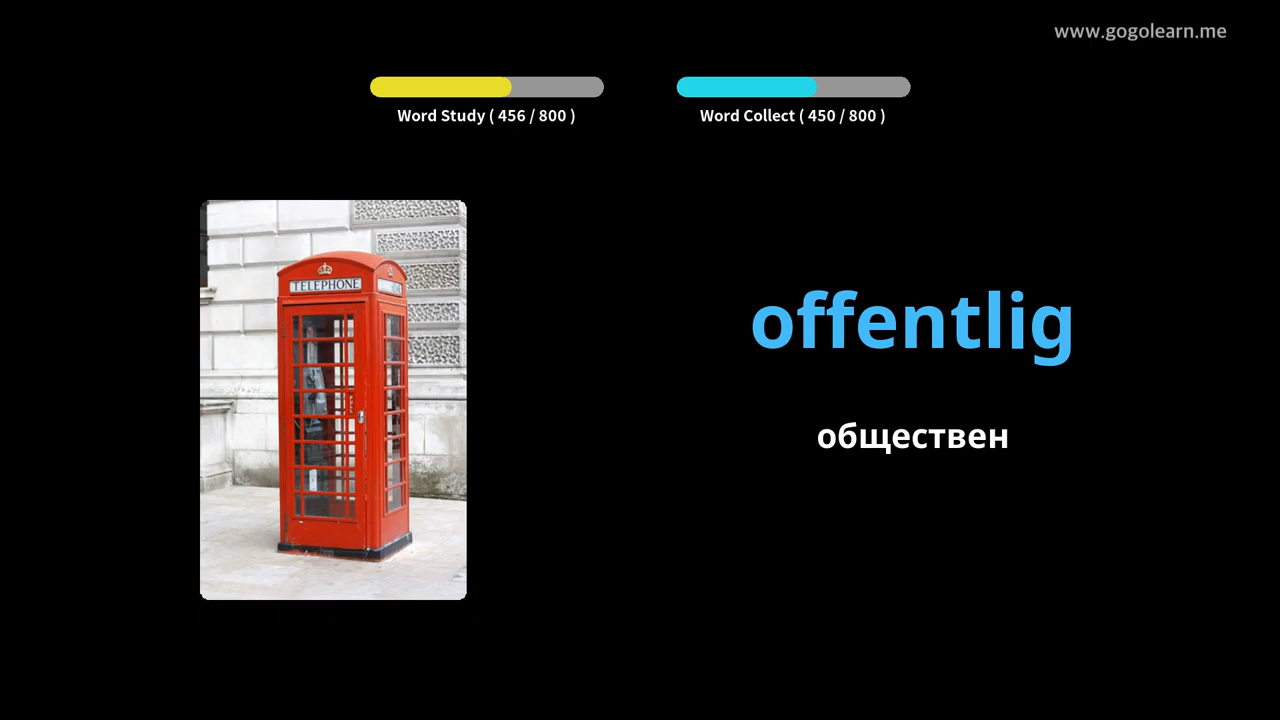 www.gogolearn.me
Word Study ( 456 / 800 )
Word Collect ( 450 / 800 )
TELEPHONE
offentlig
обществен